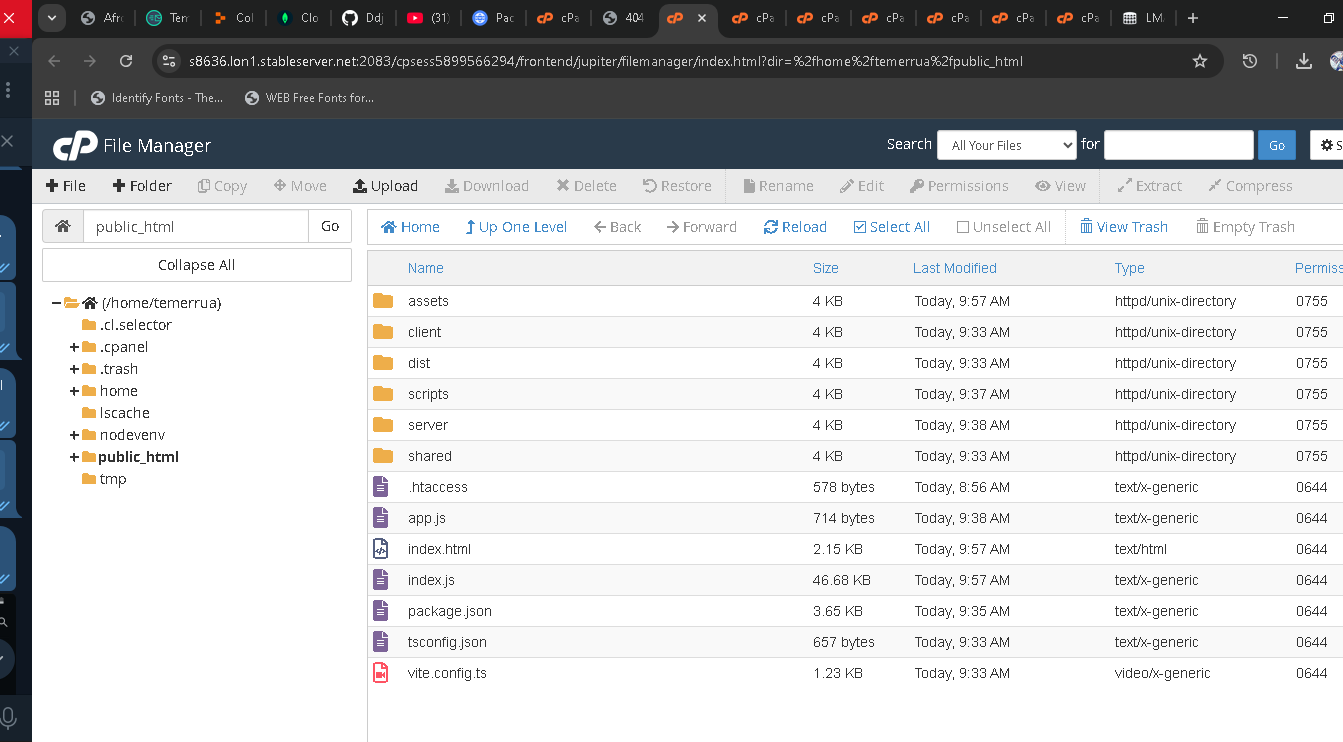 Afr
Tem
Col
Clo
Ddj
(31)
Pac
cPa
404
cPa
cPa
cPa
cPa
cPa
cPa
LM
s8636.lon1.stableserver.net:2083/cpsess5899566294/frontend/jupiter/filemanager/index.html?dir=%2fhome%2ftemerrua%2fpublic_html
Identify Fonts - The... WEB Free Fonts for...
cP File Manager Search All Your Files for Go S
File Folder Copy Move Upload Download Delete Restore Rename Edit Permissions View Extract Compress
public_html Go Home Up One Level Back Forward Reload Select All Unselect All View Trash Empty Trash
Collapse All
(/home/temerrua)
.cl.selector
.cpanel
.trash
home
lscache
nodevenv
public_html
tmp
Name Size Last Modified Type Permiss
assets 4 KB Today, 9:57 AM httpd/unix-directory 0755
client 4 KB Today, 9:33 AM httpd/unix-directory 0755
dist 4 KB Today, 9:33 AM httpd/unix-directory 0755
scripts 4 KB Today, 9:37 AM httpd/unix-directory 0755
server 4 KB Today, 9:38 AM httpd/unix-directory 0755
shared 4 KB Today, 9:33 AM httpd/unix-directory 0755
.htaccess 578 bytes Today, 8:56 AM text/x-generic 0644
app.js 714 bytes Today, 9:38 AM text/x-generic 0644
index.html 2.15 KB Today, 9:57 AM text/html 0644
index.js 46.68 KB Today, 9:57 AM text/x-generic 0644
package.json 3.65 KB Today, 9:35 AM text/x-generic 0644
tsconfig.json 657 bytes Today, 9:33 AM text/x-generic 0644
vite.config.ts 1.23 KB Today, 9:33 AM video/x-generic 0644